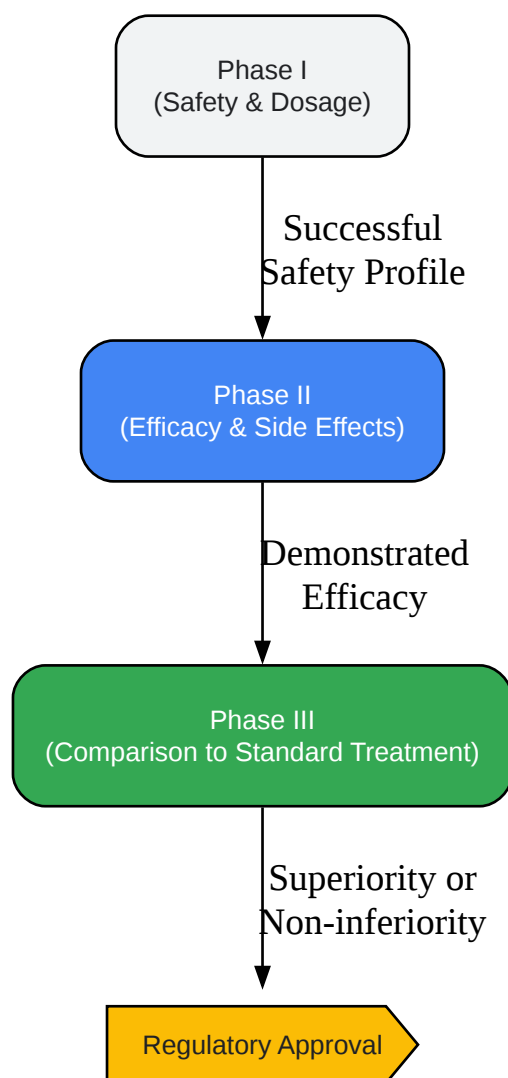 Phase I
(Safety & Dosage)
Successful
Safety Profile
Phase II
(Efficacy & Side Effects)
Demonstrated
Efficacy
Phase III
(Comparison to Standard Treatment)
Superiority or
Non-inferiority
Regulatory Approval